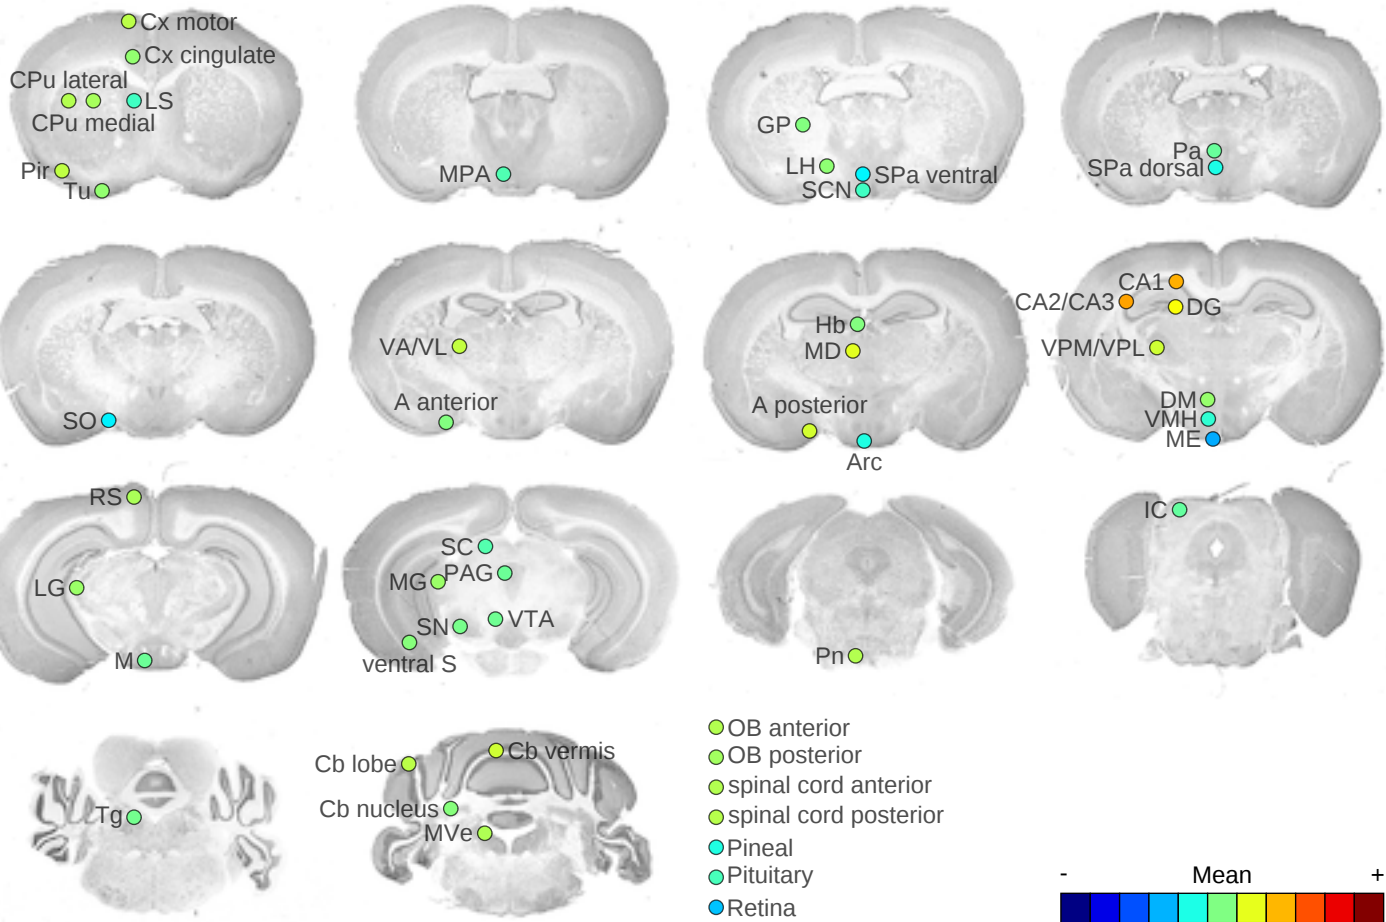 Cx motor
Cx cingulate
CPu lateral
LS
CPu medial
Pir
Tu
MPA
GP
LH
SPa ventral
SCN
Pa
SPa dorsal
SO
VA/VL
A anterior
Hb
MD
A posterior
Arc
CA1
CA2/CA3
DG
VPM/VPL
DM
VMH
ME
RS
LG
M
SC
PAG
MG
VTA
SN
ventral S
Pn
IC
Tg
Cb lobe
Cb vermis
Cb nucleus
MVe
OB anterior
OB posterior
spinal cord anterior
spinal cord posterior
Pineal
Pituitary
Retina
- Mean +